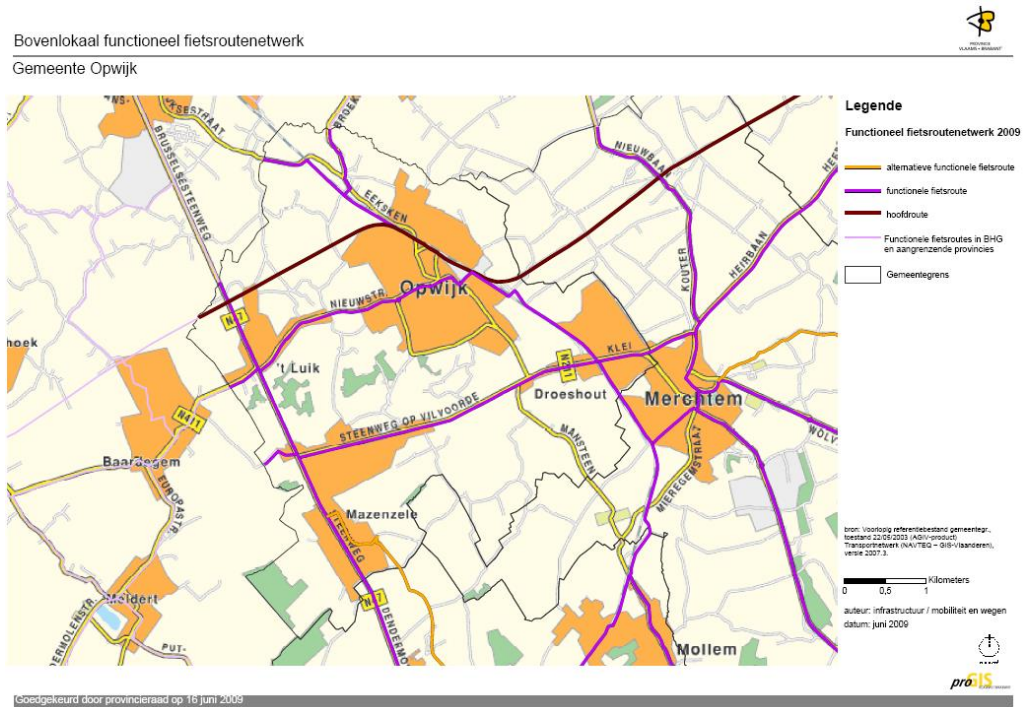 Bovenlokaal functioneel fietsroutenetwerk
PROVINCIE
VLAAMS-BRABANT
Gemeente Opwijk
BRUSSELSESTEENWEG
EEKSKEN
NIEUWSTR.
Opwijk
N47
't Luik
hoek
N411
Baardegem
EUROPASTR.
STEENWEG OP VILVOORDE
Mazenzele
STEENWEG
N47
Meldert
PUT-
KLEI
N211
Droeshout
MANSTEEN
Merchtem
MIEREGEMSTRAAT
KOUTER
HEIRBAAN
Mollem
Legende
Functioneel fietsroutenetwerk 2009
alternatieve functionele fietsroute
functionele fietsroute
hoofdroute
Functionele fietsroutes in BHG
en aangrenzende provincies
Gemeentegrens
bron: Voorlopig referentiebestand gemeentegr.,
toestand 22/05/2003 (AGIV-product)
Transportnetwerk (NAVTEQ – GIS-Vlaanderen),
versie 2007.3.
Kilometers
0 0,5 1
auteur: infrastructuur / mobiliteit en wegen
datum: juni 2009
proGIS
Goedgekeurd door provincieraad op 16 juni 2009